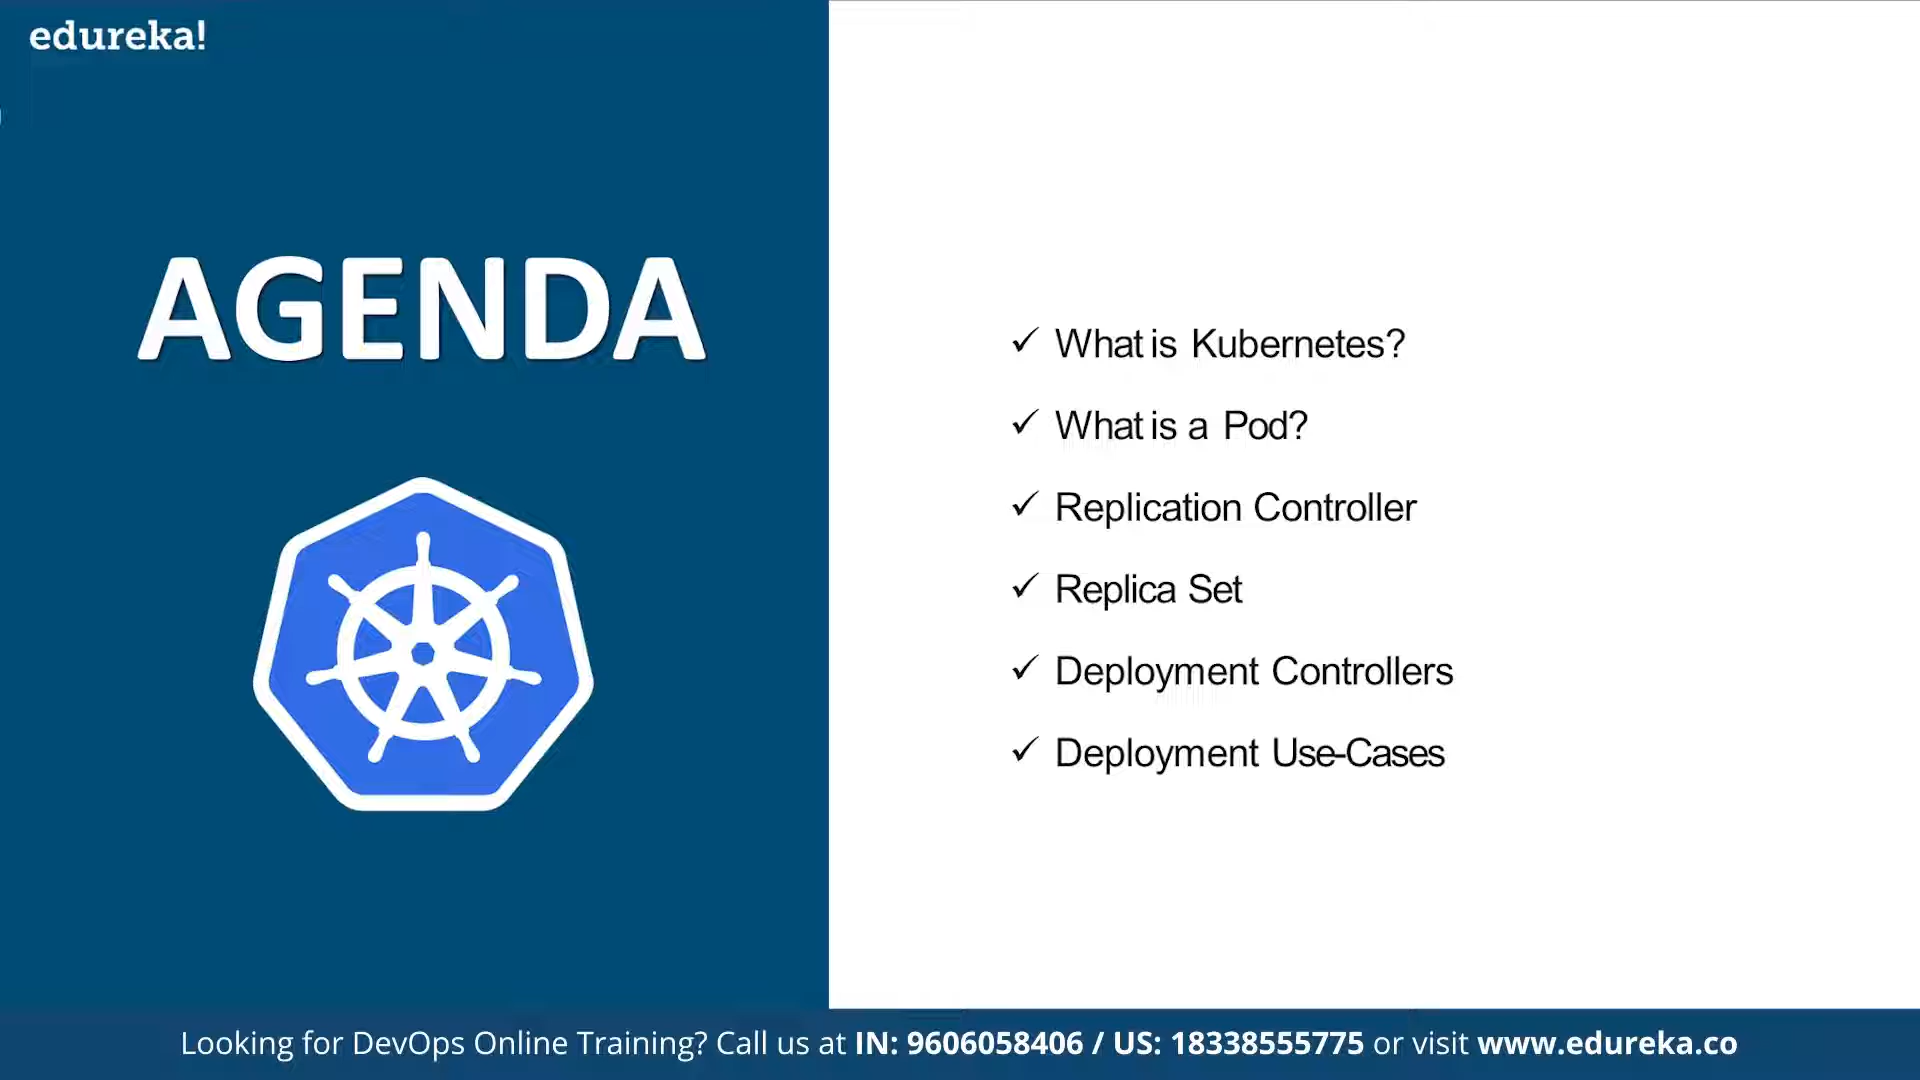 edureka!
AGENDA
✓ What is Kubernetes?
✓ What is a Pod?
✓ Replication Controller
✓ Replica Set
✓ Deployment Controllers
✓ Deployment Use-Cases
Looking for DevOps Online Training? Call us at IN: 9606058406 / US: 18338555775 or visit www.edureka.co